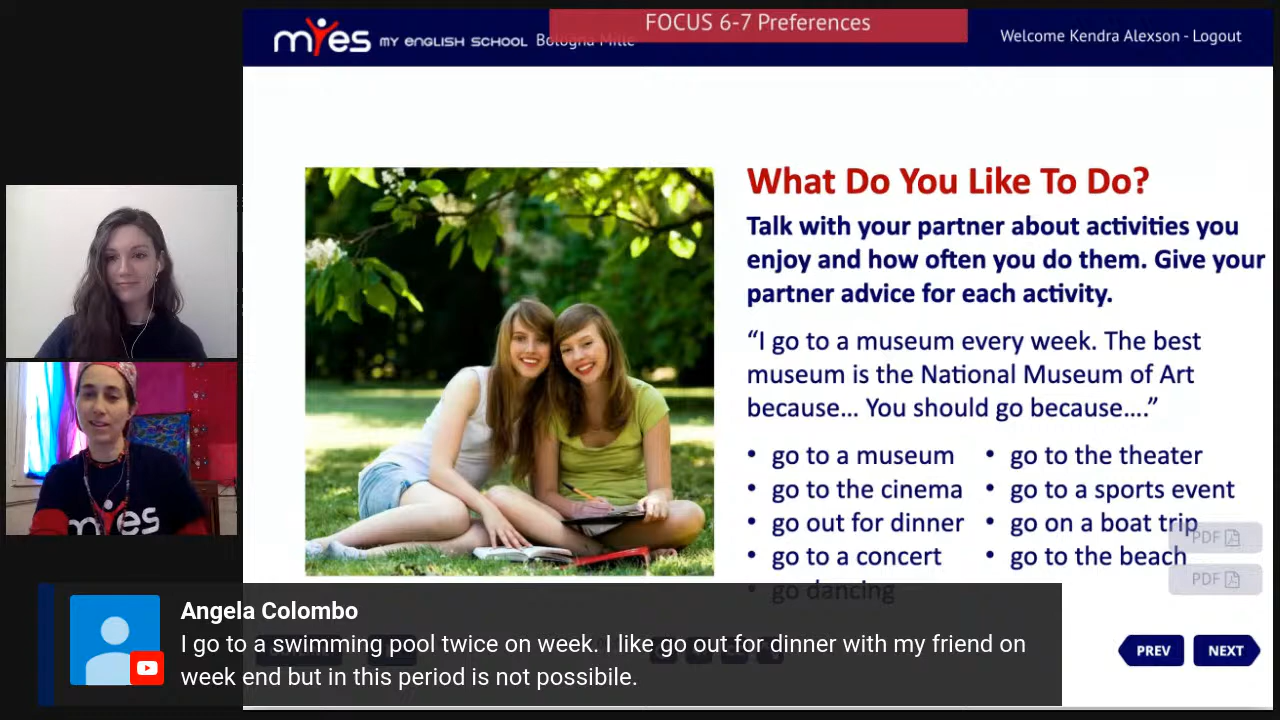 FOCUS 6-7 Preferences
myes MY ENGLISH SCHOOL Bologna Mille
Welcome Kendra Alexson - Logout
What Do You Like To Do?
Talk with your partner about activities you
enjoy and how often you do them. Give your
partner advice for each activity.
“I go to a museum every week. The best
museum is the National Museum of Art
because... You should go because....”
• go to a museum
• go to the cinema
• go out for dinner
• go to a concert
• go dancing
• go to the theater
• go to a sports event
• go on a boat trip
• go to the beach
PDF
PDF
myes
Angela Colombo
I go to a swimming pool twice on week. I like go out for dinner with my friend on
week end but in this period is not possibile.
PREV
NEXT